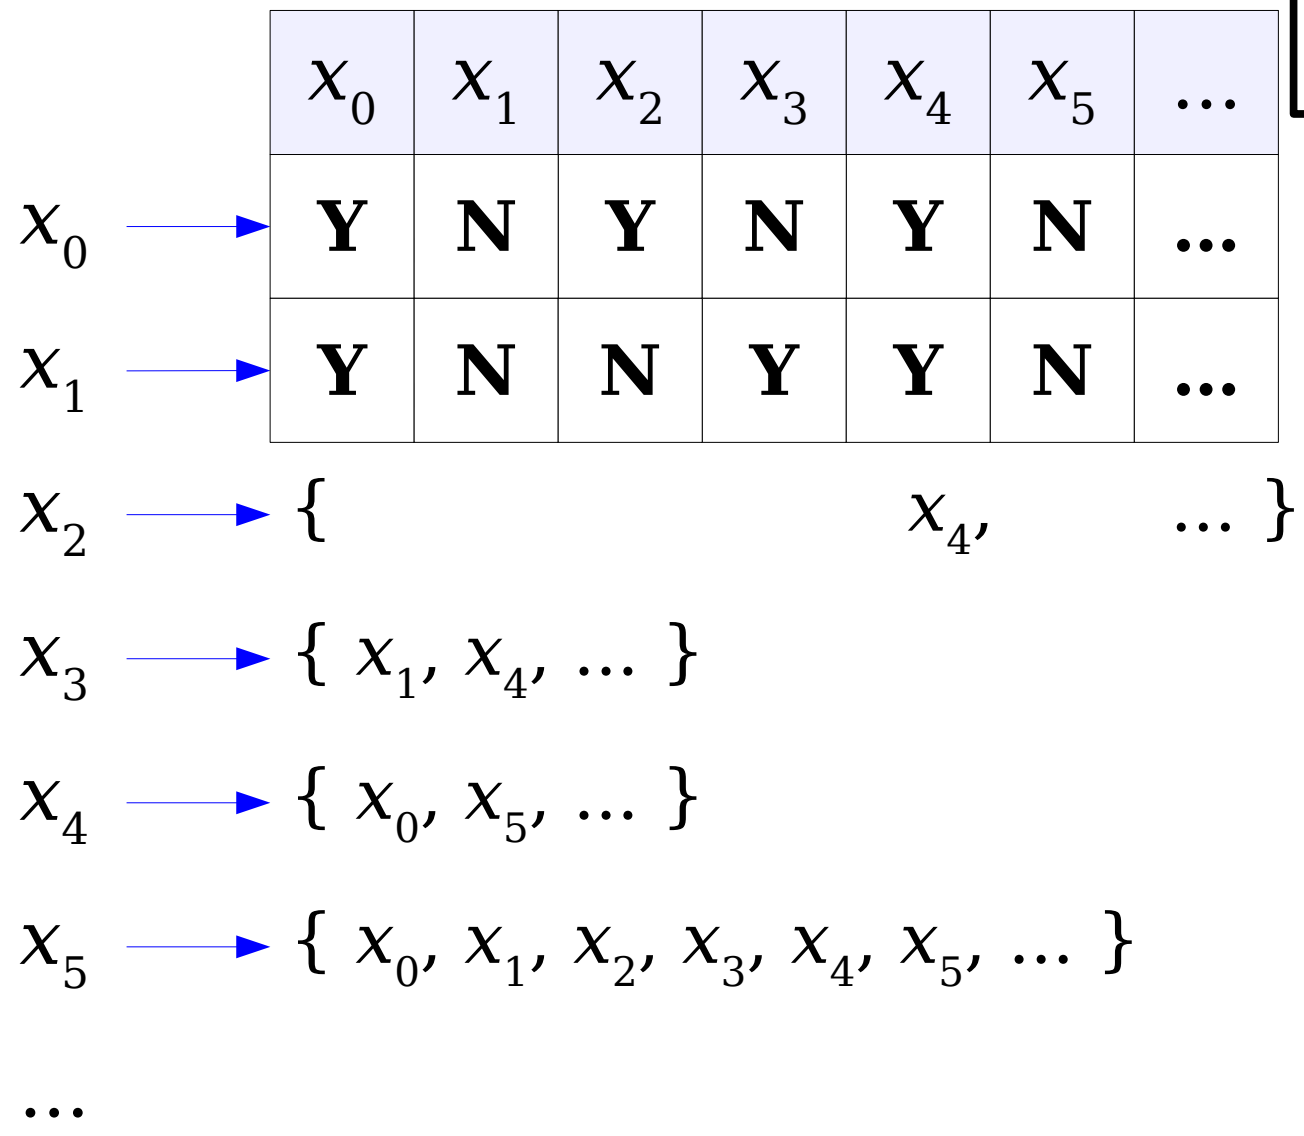 x₀ x₁ x₂ x₃ x₄ x₅ …
x₀ Y N Y N Y N …
x₁ Y N N Y Y N …
x₂ { x₄, … }
x₃ { x₁, x₄, … }
x₄ { x₀, x₅, … }
x₅ { x₀, x₁, x₂, x₃, x₄, x₅, … }
…